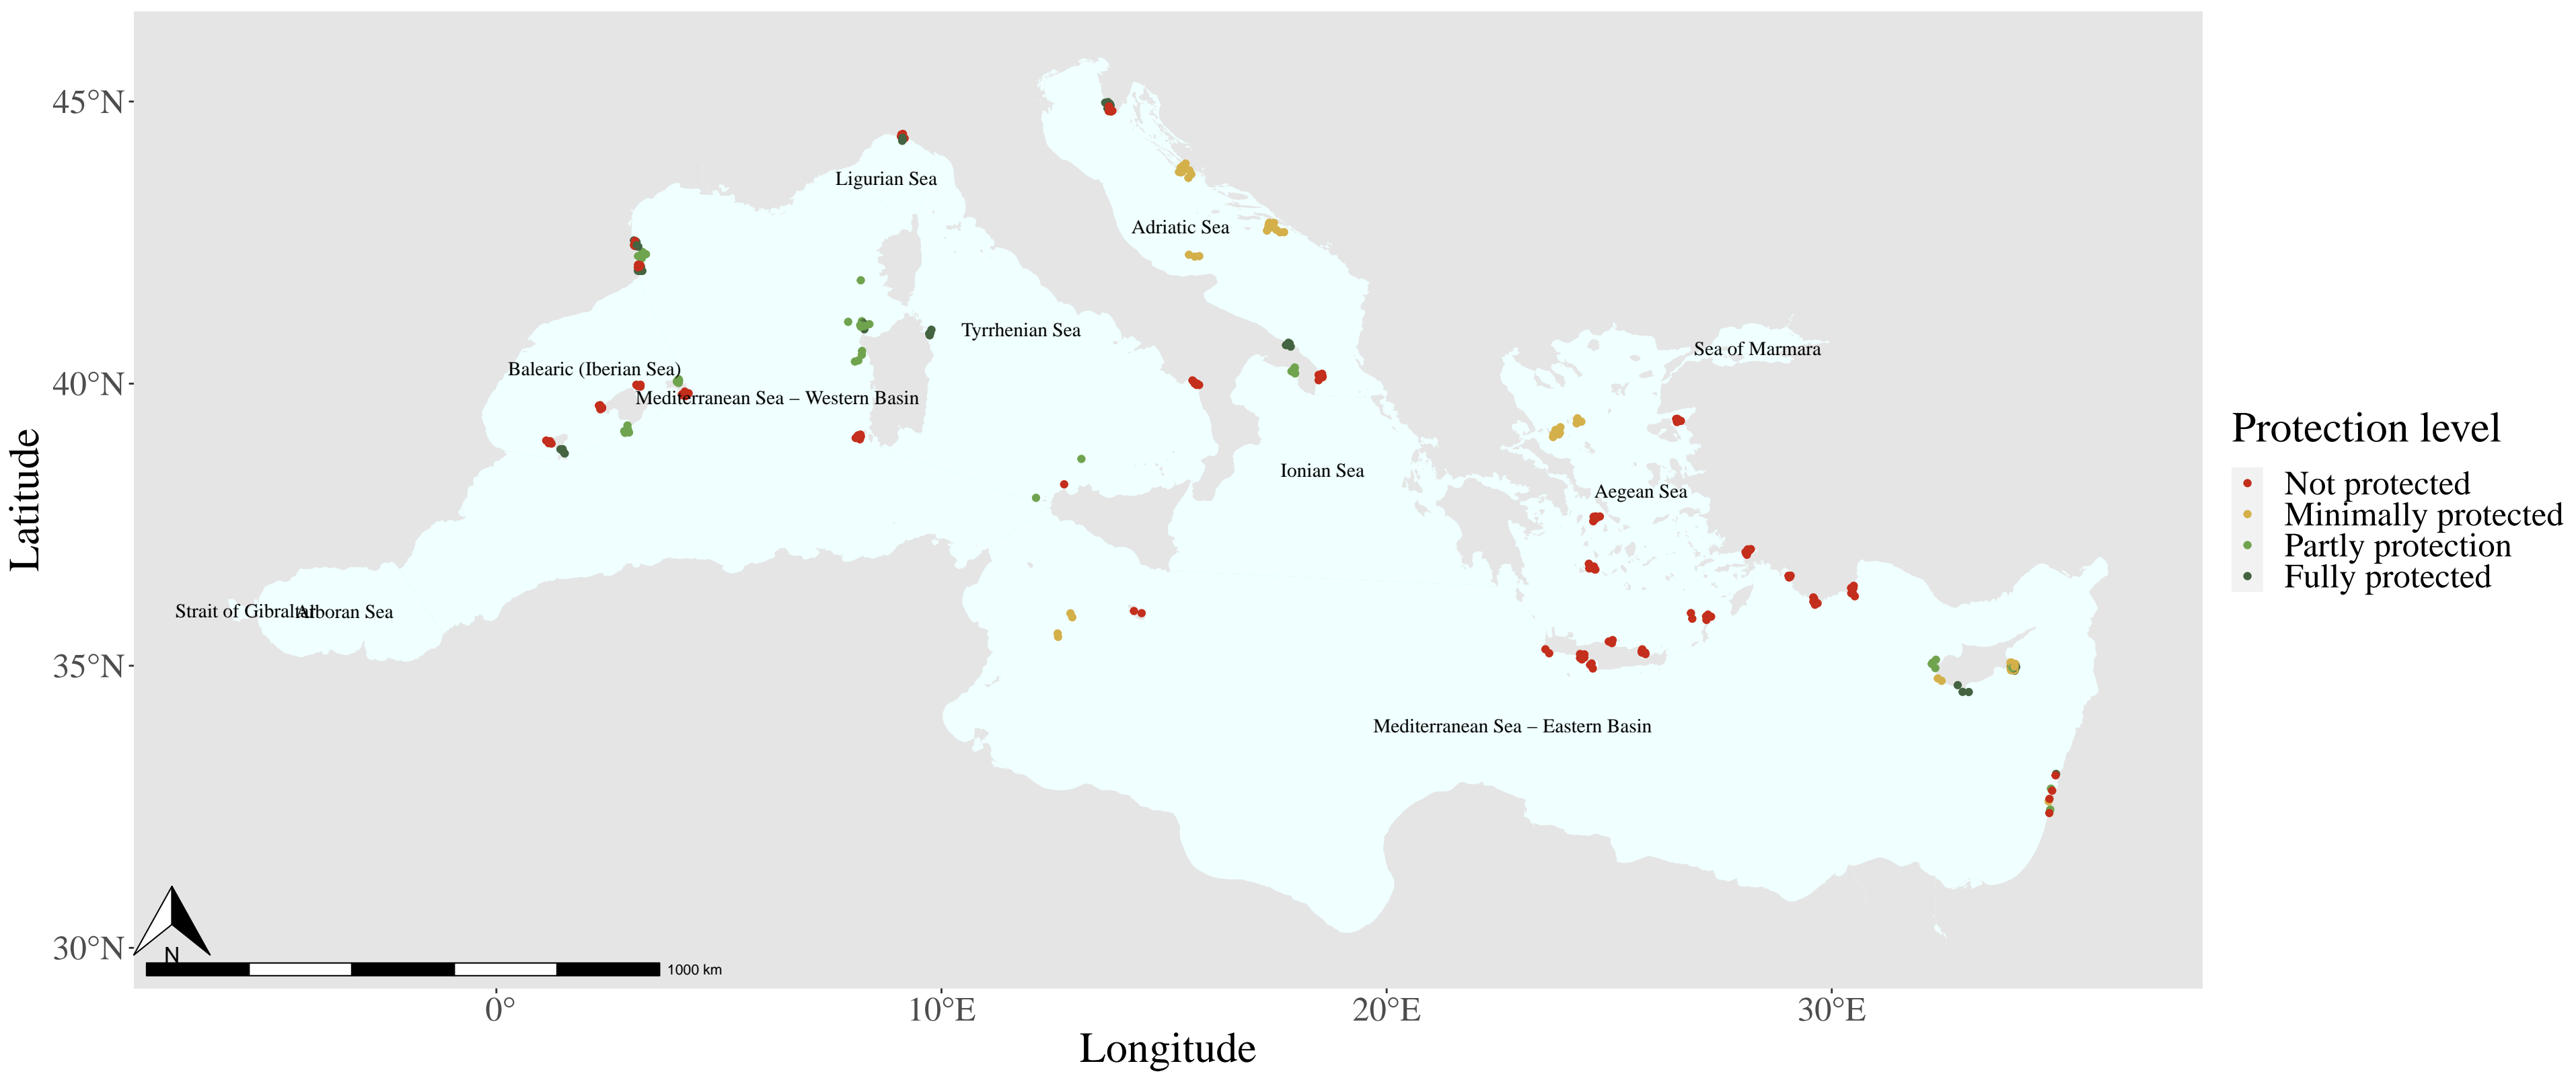 45°N
40°N
35°N
30°N
Latitude
Ligurian Sea
Adriatic Sea
Tyrrhenian Sea
Sea of Marmara
Balearic (Iberian Sea)
Mediterranean Sea – Western Basin
Ionian Sea
Aegean Sea
Strait of Gibraltar
Alboran Sea
Mediterranean Sea – Eastern Basin
N
1000 km
0°
10°E
20°E
30°E
Longitude
Protection level
Not protected
Minimally protected
Partly protection
Fully protected